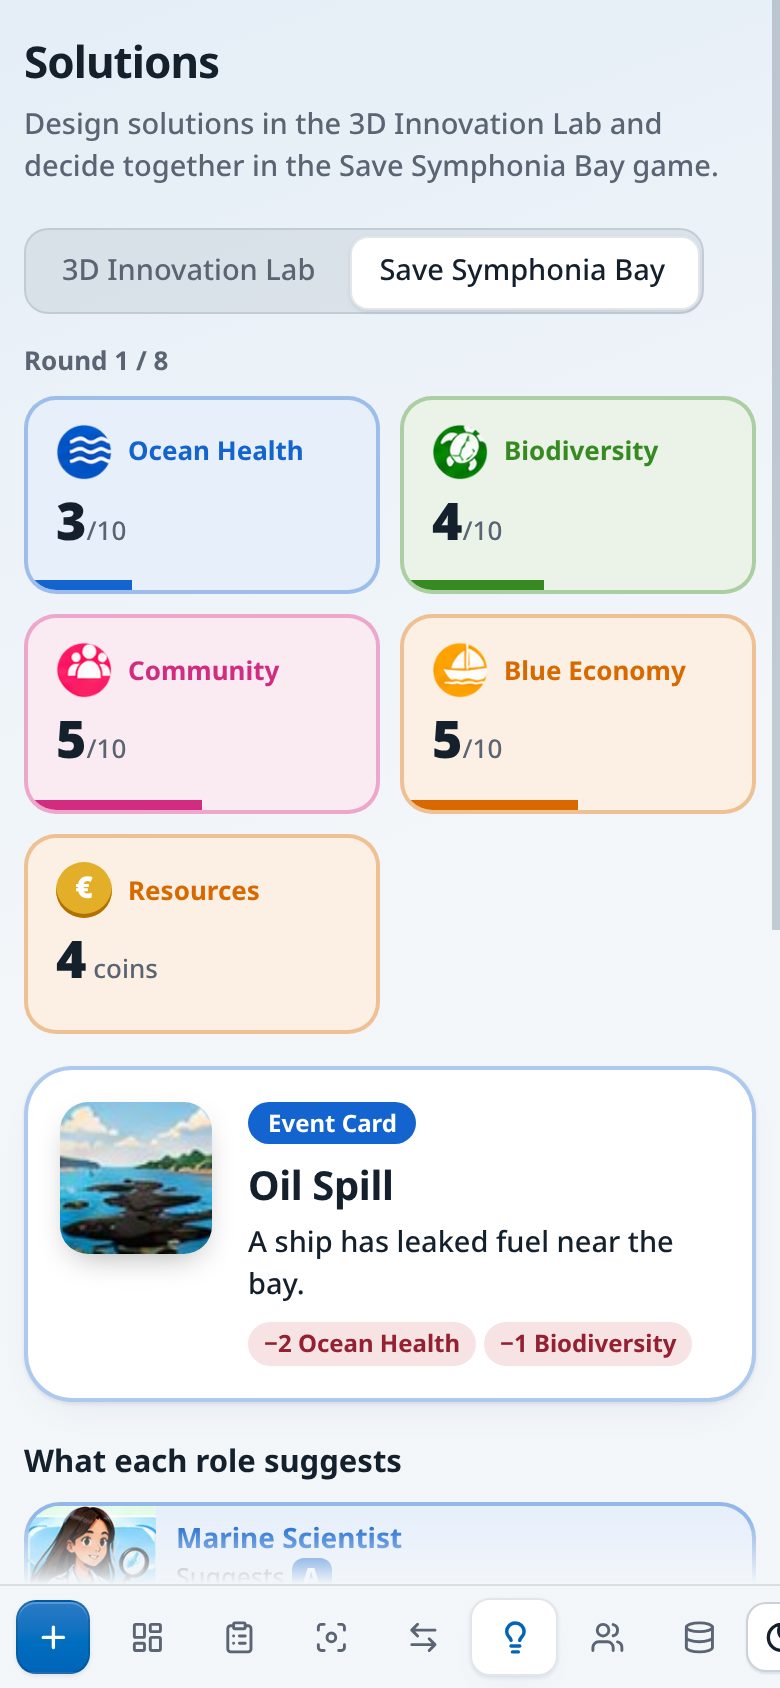 Solutions
Design solutions in the 3D Innovation Lab and
decide together in the Save Symphonia Bay game.
3D Innovation Lab
Save Symphonia Bay
Round 1 / 8
Ocean Health
3/10
Biodiversity
4/10
Community
5/10
Blue Economy
5/10
€
Resources
4 coins
Event Card
Oil Spill
A ship has leaked fuel near the
bay.
−2 Ocean Health
−1 Biodiversity
What each role suggests
Marine Scientist
Suggests A